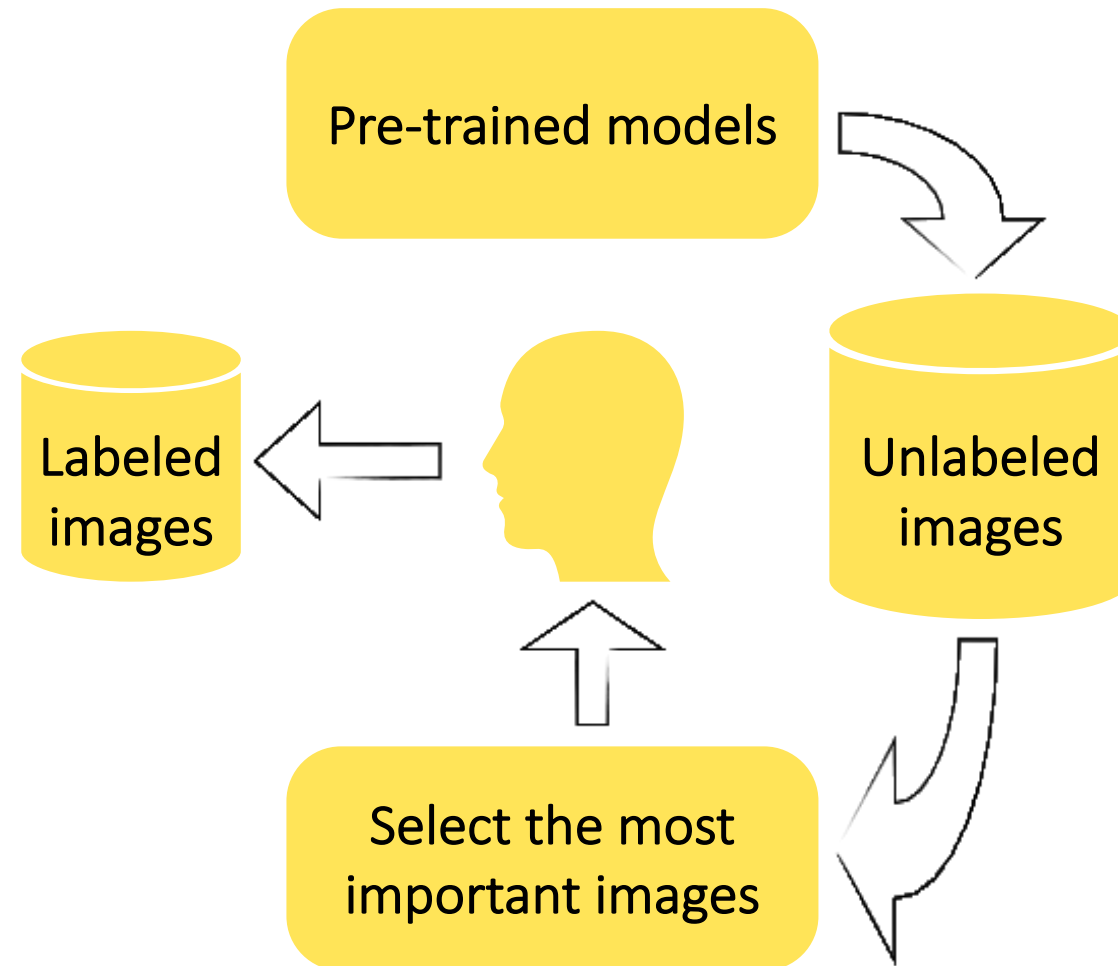 Pre-trained models
Labeled
images
Unlabeled
images
Select the most
important images